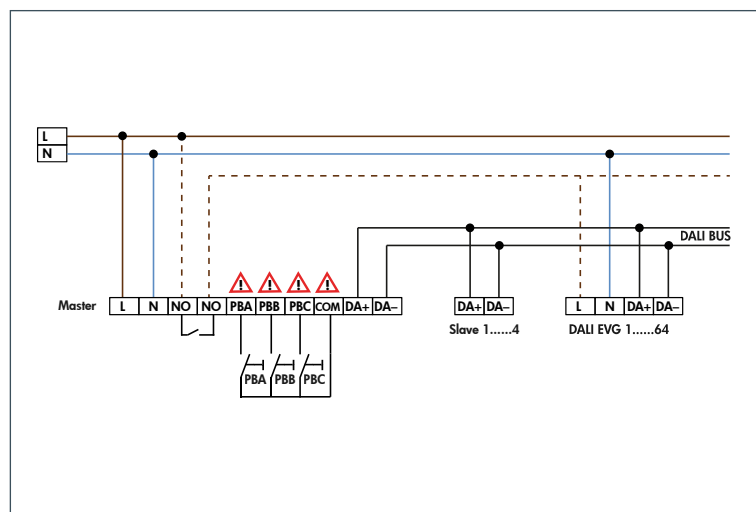 L
N
DALI BUS
! ! ! !
Master L N NO NO PBA PBB PBC COM DA+ DA– DA+ DA– L N DA+ DA–
Slave 1......4 DALI EVG 1......64
PBA PBB PBC